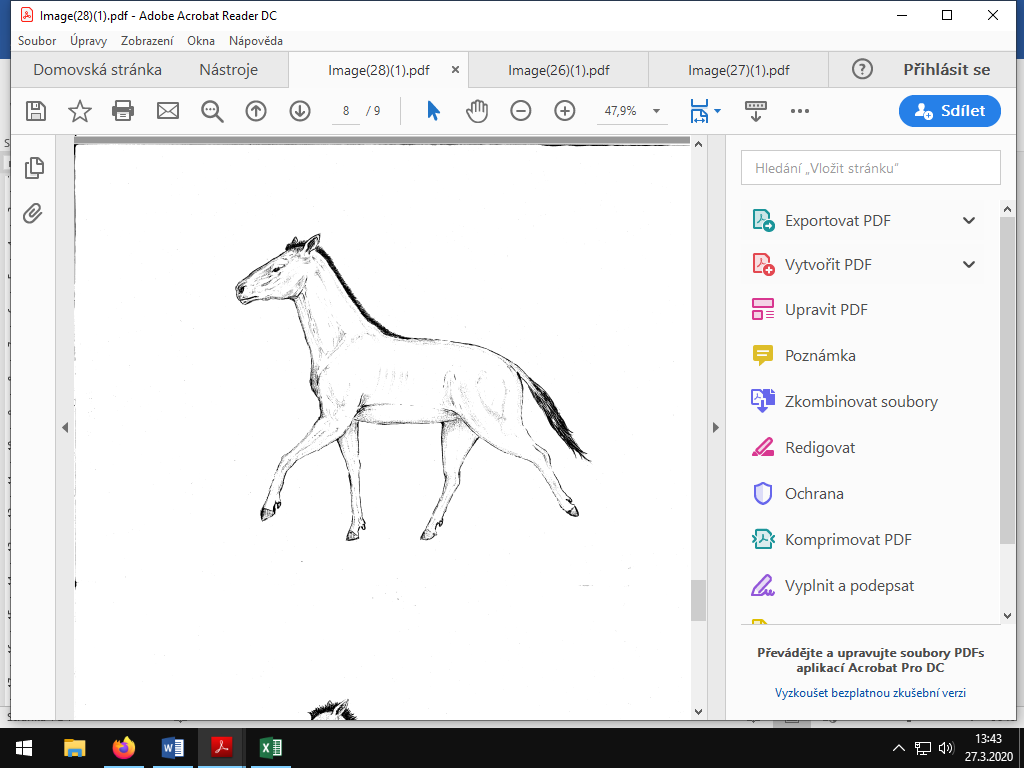 Image(28)(1).pdf - Adobe Acrobat Reader DC
Soubor Úpravy Zobrazení Okna Nápověda
Domovská stránka Nástroje Image(28)(1).pdf Image(26)(1).pdf Image(27)(1).pdf Přihlásit se
8 / 9 47,9% Sdílet
Hledání „Vložit stránku“
Exportovat PDF
Vytvořit PDF
Upravit PDF
Poznámka
Zkombinovat soubory
Redigovat
Ochrana
Komprimovat PDF
Vyplnit a podepsat
Převádějte a upravujte soubory PDFs
aplikací Acrobat Pro DC
Vyzkoušet bezplatnou zkušební verzi
13:43
27.3.2020